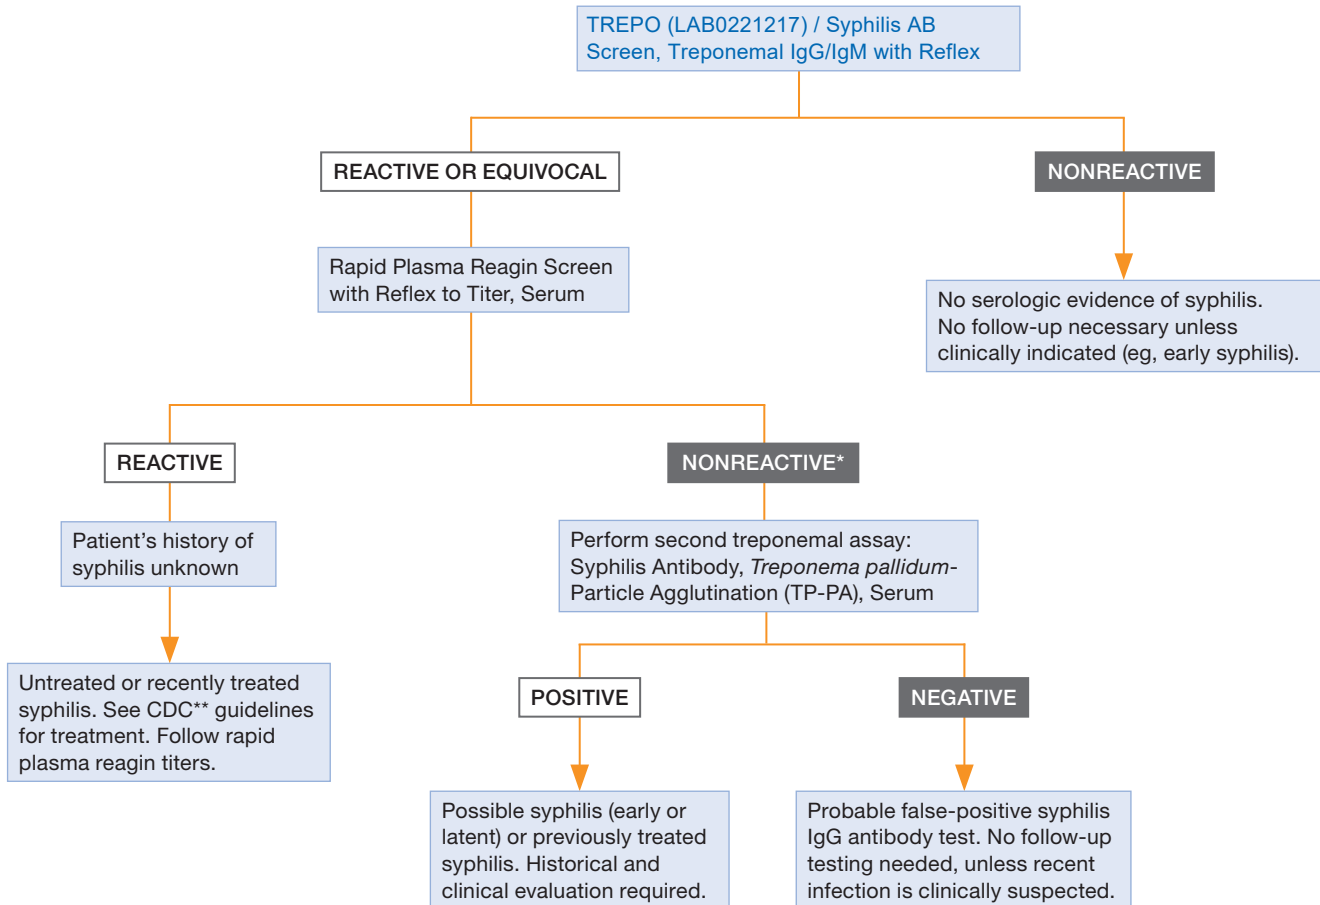 TREPO (LAB0221217) / Syphilis AB
Screen, Treponemal IgG/IgM with Reflex
REACTIVE OR EQUIVOCAL
NONREACTIVE
Rapid Plasma Reagin Screen
with Reflex to Titer, Serum
No serologic evidence of syphilis.
No follow-up necessary unless
clinically indicated (eg, early syphilis).
REACTIVE
NONREACTIVE*
Patient’s history of
syphilis unknown
Perform second treponemal assay:
Syphilis Antibody, Treponema pallidum-
Particle Agglutination (TP-PA), Serum
Untreated or recently treated
syphilis. See CDC** guidelines
for treatment. Follow rapid
plasma reagin titers.
POSITIVE
NEGATIVE
Possible syphilis (early or
latent) or previously treated
syphilis. Historical and
clinical evaluation required.
Probable false-positive syphilis
IgG antibody test. No follow-up
testing needed, unless recent
infection is clinically suspected.